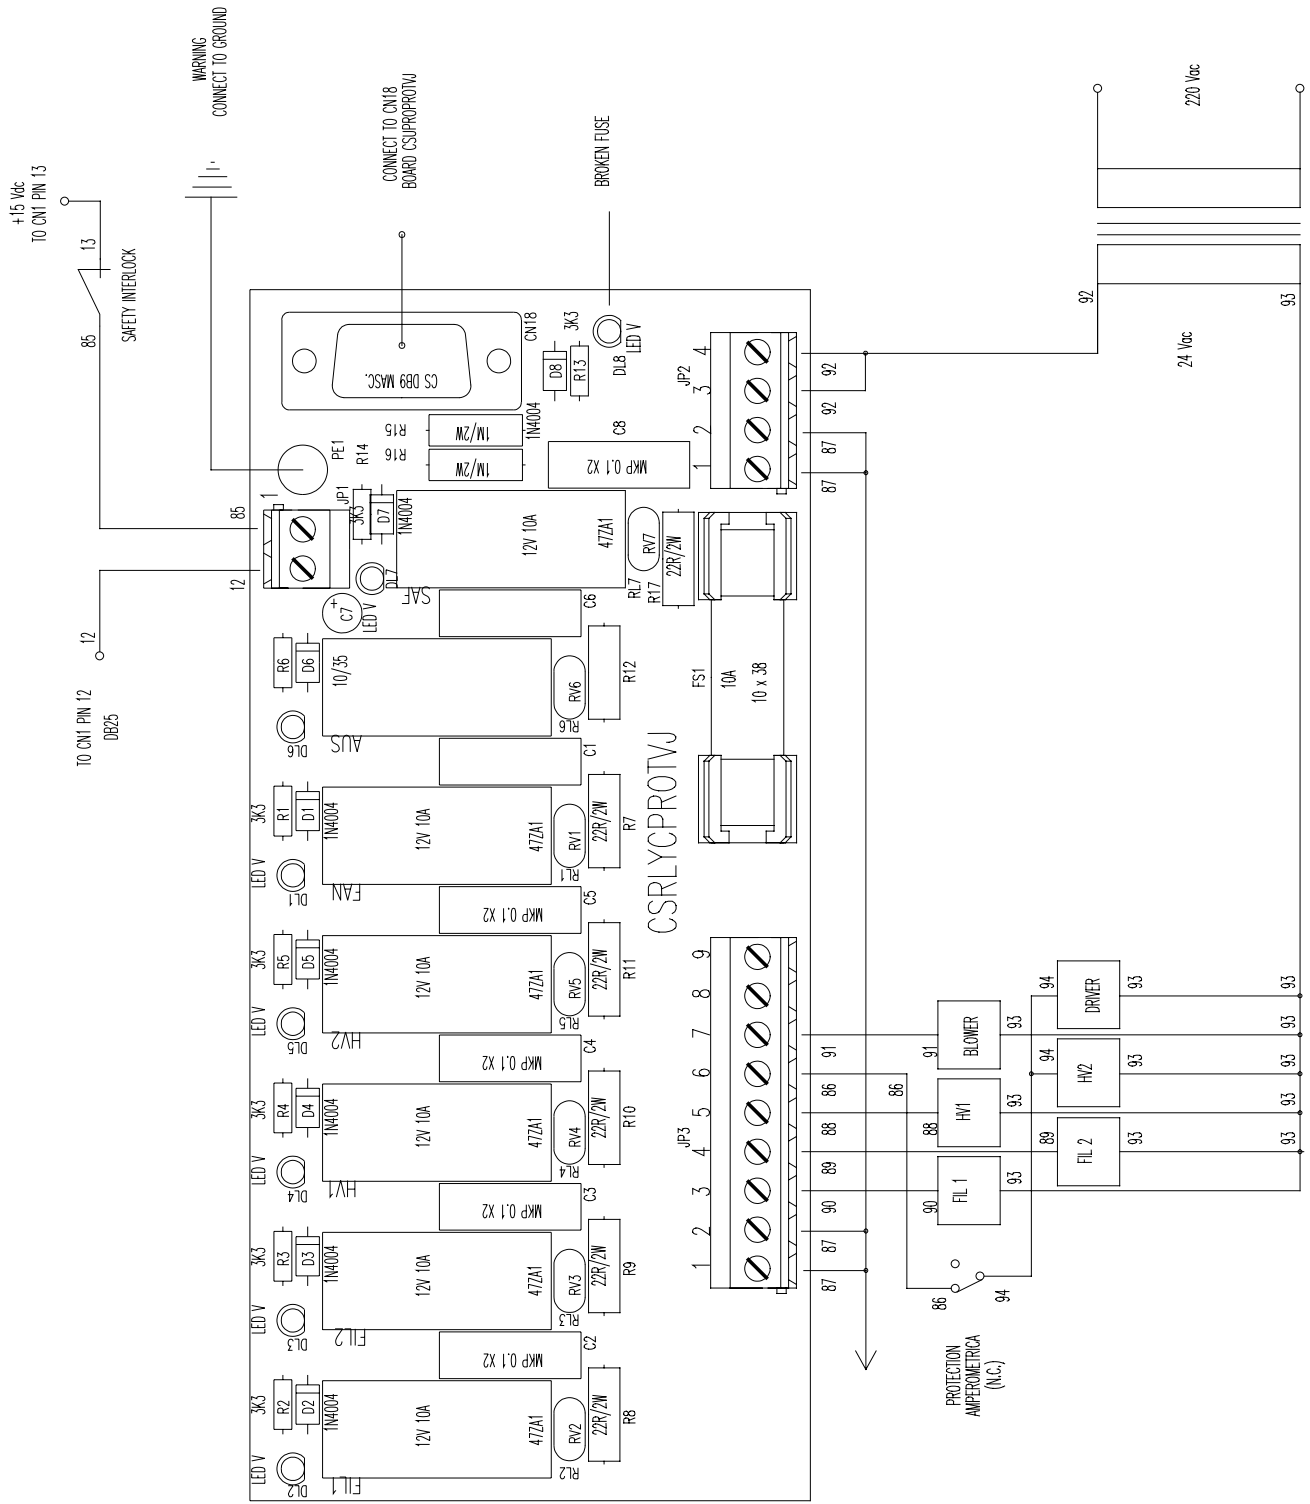 WARNING
CONNECT TO GROUND
+15 Vdc
TO CN1 PIN 13
13
SAFETY INTERLOCK
85
CONNECT TO CN18
BOARD CSUPROPROTVJ
BROKEN FUSE
220 Vac
24 Vac
92
93
12
TO CN1 PIN 12
DB25
85
12
1
JP1
PE1
R14
3K3
D7
1N4004
DL7
LED V
C7
+
CS DB9 MASC.
CN18
R15
1M/2W
R16
1M/2W
1N4004
D8
R13
3K3
DL8
LED V
C8
MKP 0.1 X2
JP2
4
3
2
1
92
92
87
87
SAF
12V 10A
47ZA1
RV7
RL7
R17
22R/2W
C6
R6
D6
10/35
DL6
AUS
RV6
RL6
R12
C1
FS1
10A
10 x 38
CSRLYCPROTVJ
3K3
R1
D1
1N4004
LED V
DL1
FAN
12V 10A
47ZA1
RV1
RL1
22R/2W
R7
C5
MKP 0.1 X2
3K3
R5
D5
1N4004
LED V
DL5
HV2
12V 10A
47ZA1
RV5
RL5
22R/2W
R11
C4
MKP 0.1 X2
3K3
R4
D4
1N4004
LED V
DL4
HV1
12V 10A
47ZA1
RV4
RL4
22R/2W
R10
C3
MKP 0.1 X2
3K3
R3
D3
1N4004
LED V
DL3
FIL2
12V 10A
47ZA1
RV3
RL3
22R/2W
R9
C2
MKP 0.1 X2
3K3
R2
D2
1N4004
LED V
DL2
FIL1
12V 10A
47ZA1
RV2
RL2
22R/2W
R8
JP3
9
8
7
6
5
4
3
2
1
91
86
88
89
90
87
87
91
BLOWER
93
86
88
HV1
93
90
FIL 1
93
94
DRIVER
93
94
HV2
93
89
FIL 2
93
93
93
93
93
93
86
94
PROTECTION
AMPEROMETRICA
(N.C.)